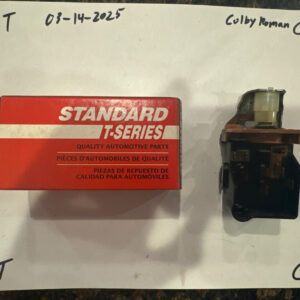 T 03-14-2025 Colby Roman C
STANDARD
T-SERIES
QUALITY AUTOMOTIVE PARTS
PIÈCES D'AUTOMOBILES DE QUALITÉ
PIEZAS DE REPUESTO DE
CALIDAD PARA AUTOMÓVILES
T C